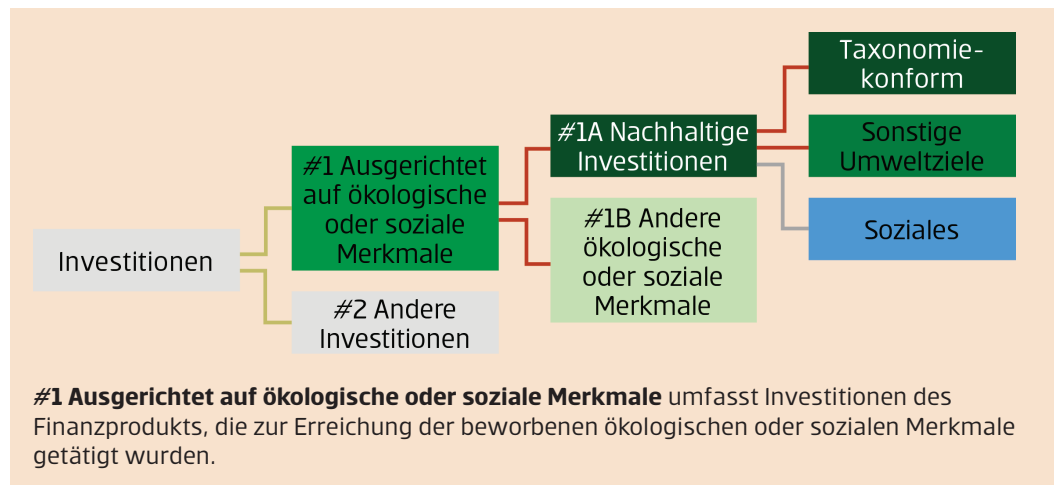 Taxonomie-
konform
#1A Nachhaltige
Investitionen
Sonstige
Umweltziele
#1 Ausgerichtet
auf ökologische
oder soziale
Merkmale
#1B Andere
ökologische
oder soziale
Merkmale
Soziales
Investitionen
#2 Andere
Investitionen
#1 Ausgerichtet auf ökologische oder soziale Merkmale umfasst Investitionen des
Finanzprodukts, die zur Erreichung der beworbenen ökologischen oder sozialen Merkmale
getätigt wurden.